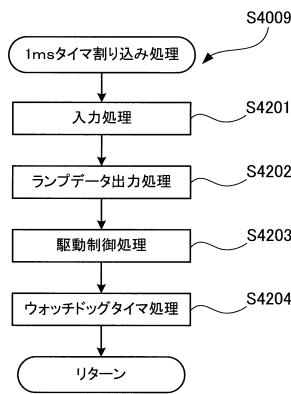 S4009
1msタイマ割り込み処理
入力処理
S4201
ランプデータ出力処理
S4202
駆動制御処理
S4203
ウォッチドッグタイマ処理
S4204
リターン